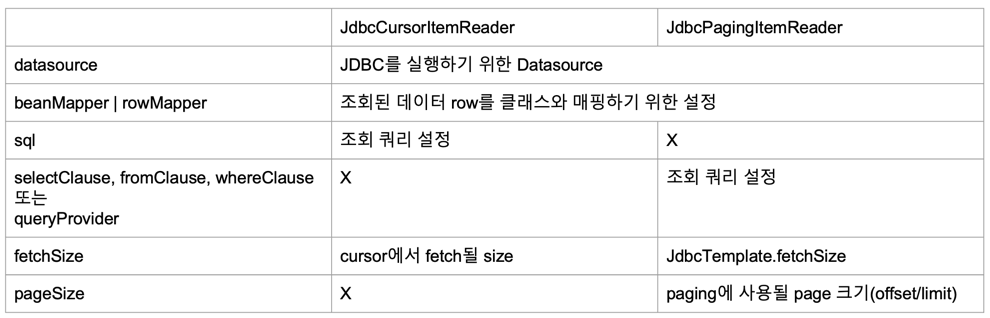 JdbcCursorItemReader JdbcPagingItemReader
datasource JDBC를 실행하기 위한 Datasource
beanMapper | rowMapper 조회된 데이터 row를 클래스와 매핑하기 위한 설정
sql 조회 쿼리 설정 X
selectClause, fromClause, whereClause X 조회 쿼리 설정
또는
queryProvider
fetchSize cursor에서 fetch될 size JdbcTemplate.fetchSize
pageSize X paging에 사용될 page 크기(offset/limit)